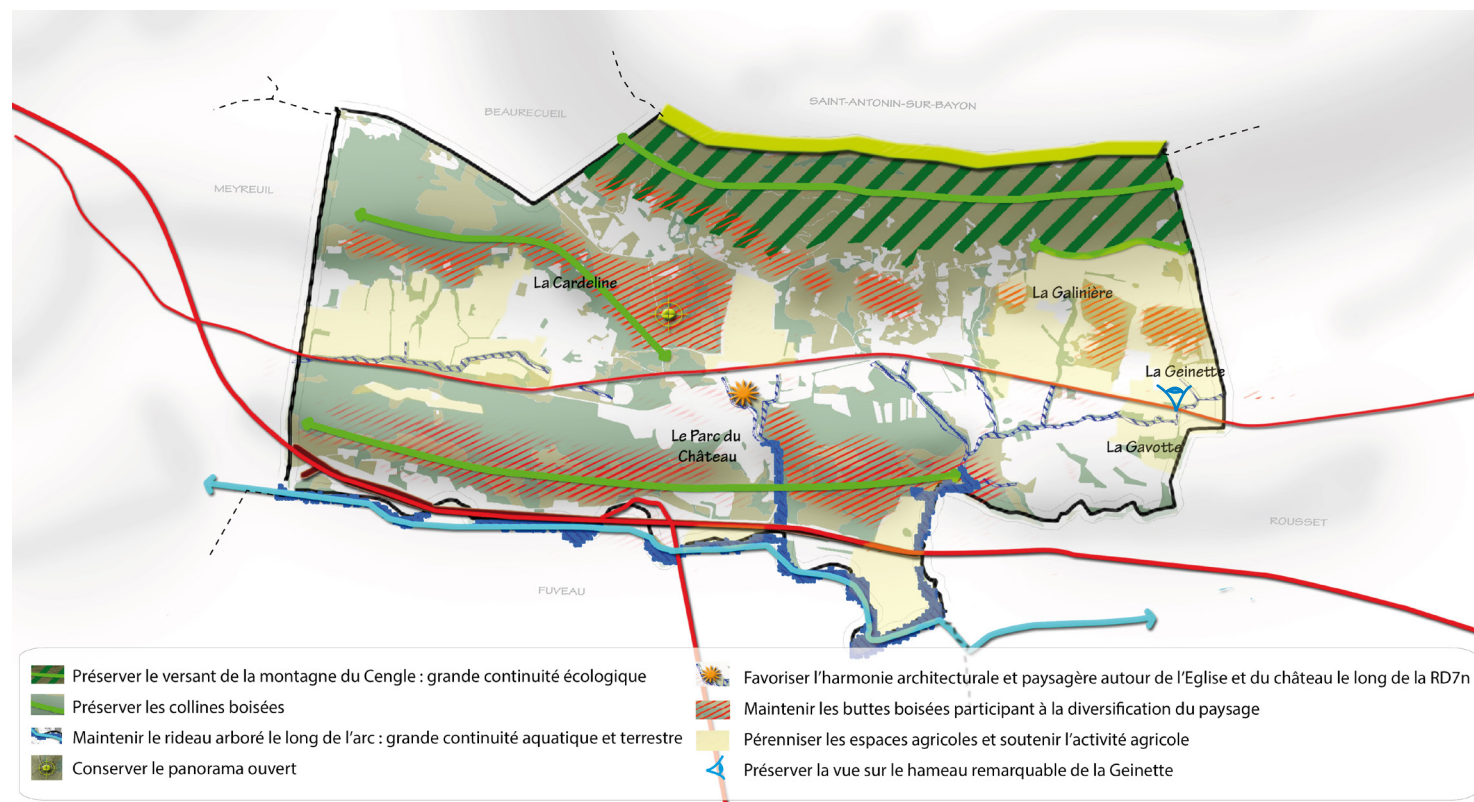 SAINT-ANTONIN-SUR-BAYON
BEAURECUEIL
MEYREUIL
La Cardeline
La Galinière
La Geinette
Le Parc du
Château
La Gavotte
ROUSSET
FUVEAU
Préserver le versant de la montagne du Cengle : grande continuité écologique
Préserver les collines boisées
Maintenir le rideau arboré le long de l'arc : grande continuité aquatique et terrestre
Conserver le panorama ouvert
Favoriser l'harmonie architecturale et paysagère autour de l'Eglise et du château le long de la RD7n
Maintenir les buttes boisées participant à la diversification du paysage
Pérenniser les espaces agricoles et soutenir l'activité agricole
Préserver la vue sur le hameau remarquable de la Geinette